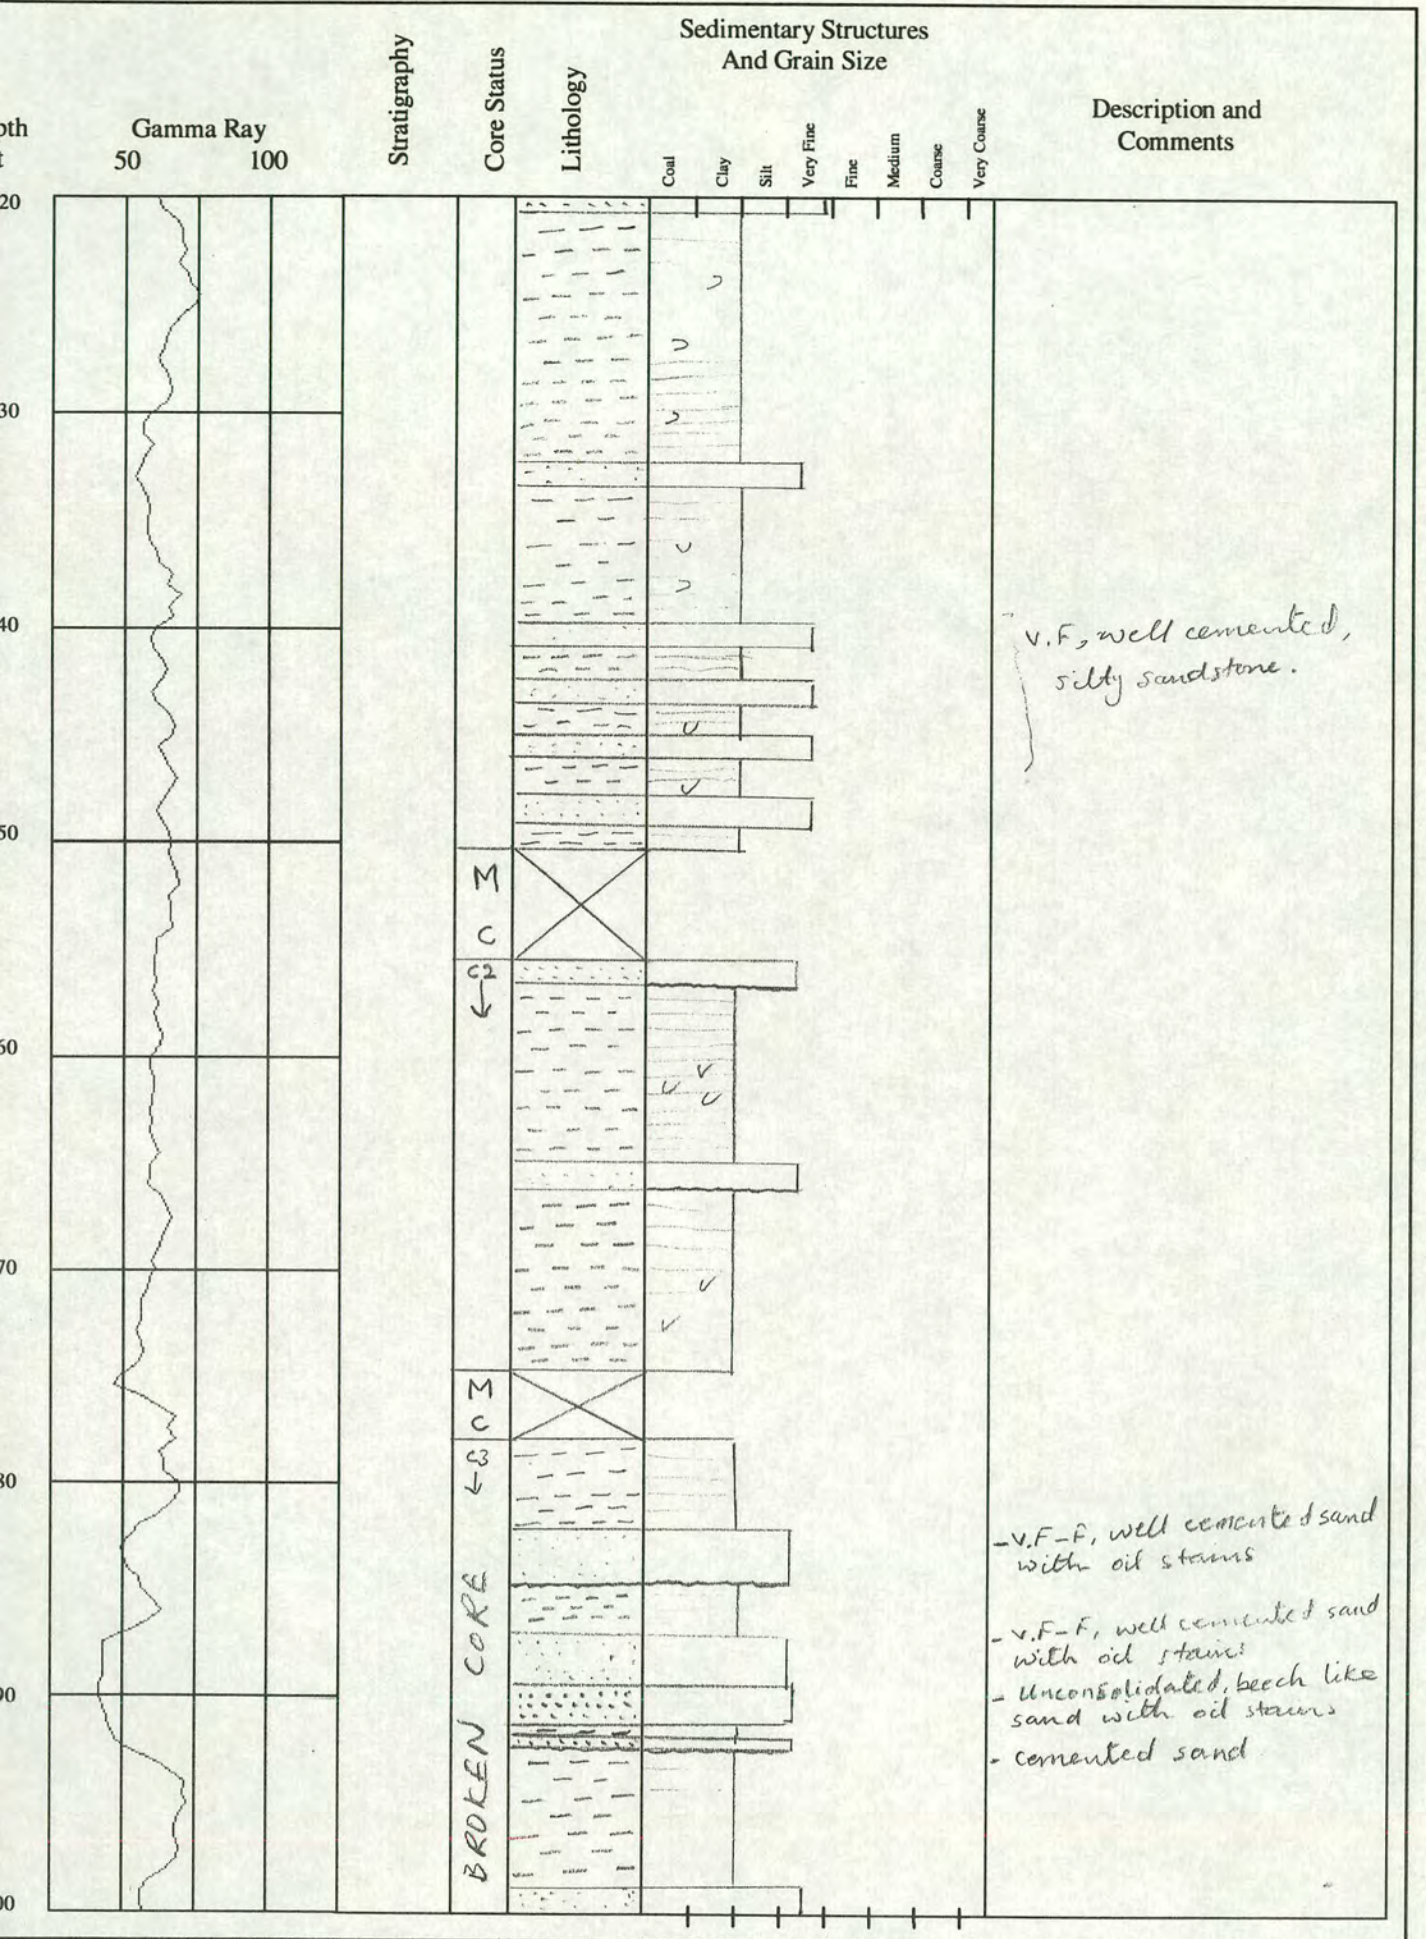 Sedimentary Structures
And Grain Size
Stratigraphy
Core Status
Lithology
Description and
Comments
Gamma Ray
50 100
Coal
Clay
Silt
Very Fine
Fine
Medium
Coarse
Very Coarse
20
30
40
V.F, well cemented,
silty sandstone.
50
M
C
C2
60
70
M
C
C3
80
BROKEN CORE
-V.F-F, well cemented sand
with oil stains
- V.F-F, well cemented sand
with oil stains
- Unconsolidated, beech like
sand with oil stains
- cemented sand
90
00